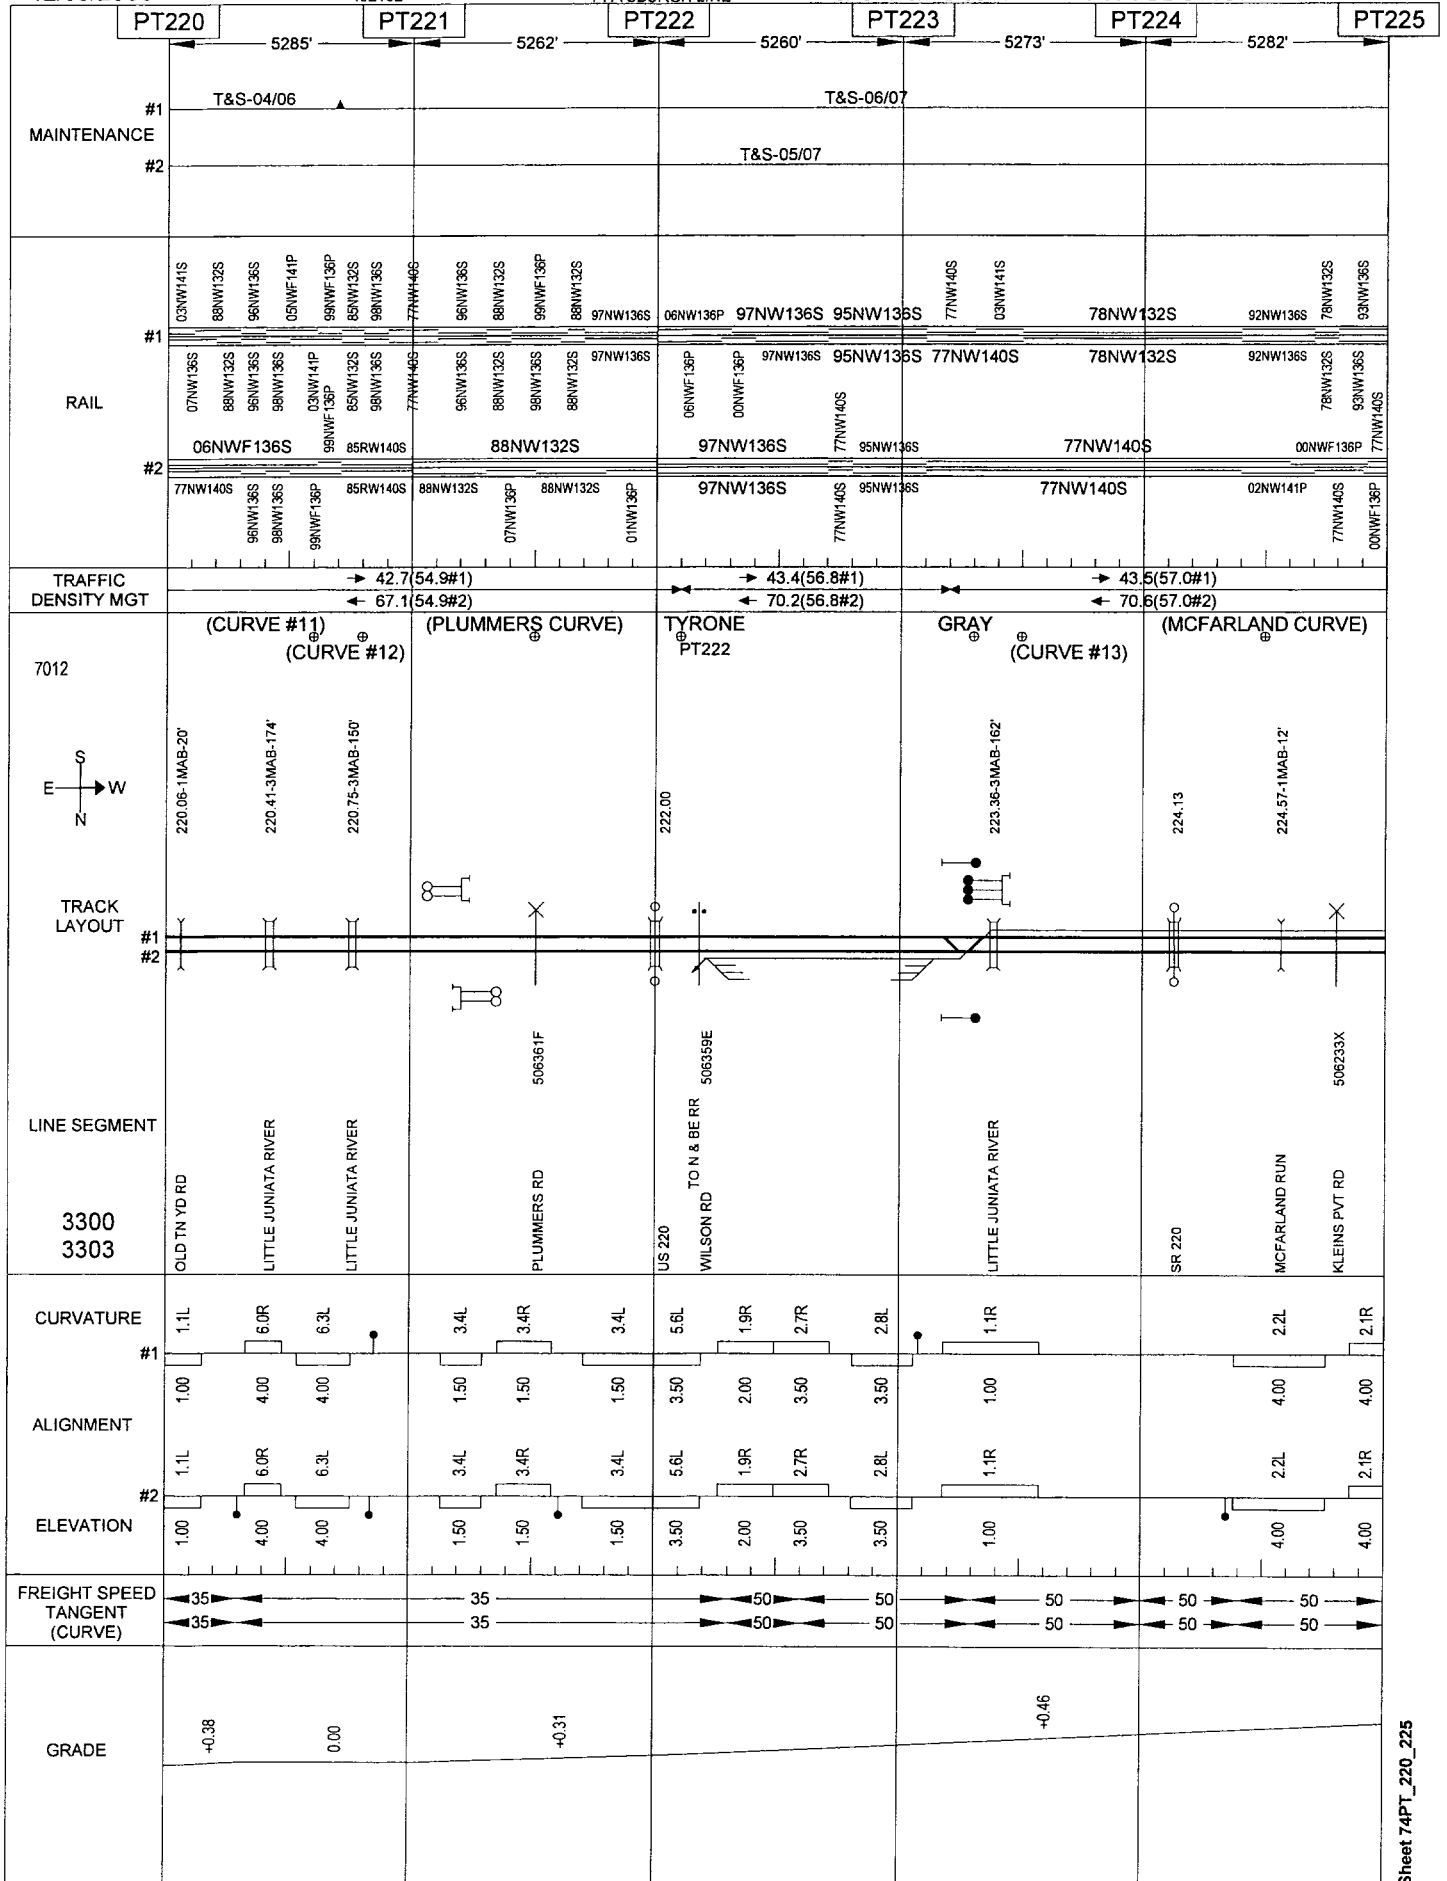 PT220 PT221 PT222 PT223 PT224 PT225
5285' 5262' 5260' 5273' 5282'
MAINTENANCE
#1 T&S-04/06 T&S-06/07
#2 T&S-05/07
RAIL
03NW141S 88NW132S 96NW136S 05NWF141P 99NWF136P 85NW132S 98NW136S 77NW140S 96NW136S 88NW132S 99NWF136P 88NW132S 97NW136S 06NW136P 97NW136S 95NW136S 77NW140S 03NW141S 78NW132S 92NW136S 78NW132S 93NW136S
#1
07NW136S 88NW132S 96NW136S 98NW136S 03NW141P 99NWF136P 85NW132S 98NW136S 77NW140S 96NW136S 88NW132S 98NW136S 88NW132S 97NW136S 06NWF136P 00NWF136P 97NW136S 95NW136S 77NW140S 78NW132S 92NW136S 78NW132S 93NW136S
06NWF136S 85RW140S 88NW132S 97NW136S 77NW140S 95NW136S 77NW140S 00NWF136P 77NW140S
#2
77NW140S 96NW136S 98NW136S 99NWF136P 85RW140S 88NW132S 07NW136P 88NW132S 01NW136P 97NW136S 77NW140S 95NW136S 77NW140S 02NW141P 77NW140S 00NWF136P
TRAFFIC
DENSITY MGT
42.7(54.9#1) 43.4(56.8#1) 43.5(57.0#1)
67.1(54.9#2) 70.2(56.8#2) 70.6(57.0#2)
(CURVE #11) (PLUMMERS CURVE) TYRONE GRAY (MCFARLAND CURVE)
(CURVE #12) PT222 (CURVE #13)
7012
S
E W
N
220.06-1MAB-20' 220.41-3MAB-174' 220.75-3MAB-150' 222.00 223.36-3MAB-162' 224.13 224.57-1MAB-12'
TRACK
LAYOUT
#1
#2
506361F 506359E 506233X
LINE SEGMENT
3300
3303
OLD TN YD RD
LITTLE JUNIATA RIVER
LITTLE JUNIATA RIVER
PLUMMERS RD
US 220
TO N & BE RR
WILSON RD
LITTLE JUNIATA RIVER
SR 220
MCFARLAND RUN
KLEINS PVT RD
CURVATURE
1.1L 6.0R 6.3L 3.4L 3.4R 3.4L 5.6L 1.9R 2.7R 2.8L 1.1R 2.2L 2.1R
#1
1.00 4.00 4.00 1.50 1.50 1.50 3.50 2.00 3.50 3.50 1.00 4.00 4.00
ALIGNMENT
1.1L 6.0R 6.3L 3.4L 3.4R 3.4L 5.6L 1.9R 2.7R 2.8L 1.1R 2.2L 2.1R
#2
ELEVATION
1.00 4.00 4.00 1.50 1.50 1.50 3.50 2.00 3.50 3.50 1.00 4.00 4.00
FREIGHT SPEED
TANGENT
(CURVE)
35 35 50 50 50 50 50
35 35 50 50 50 50 50
GRADE
+0.38 0.00 +0.31 +0.46
Sheet 74PT_220_225